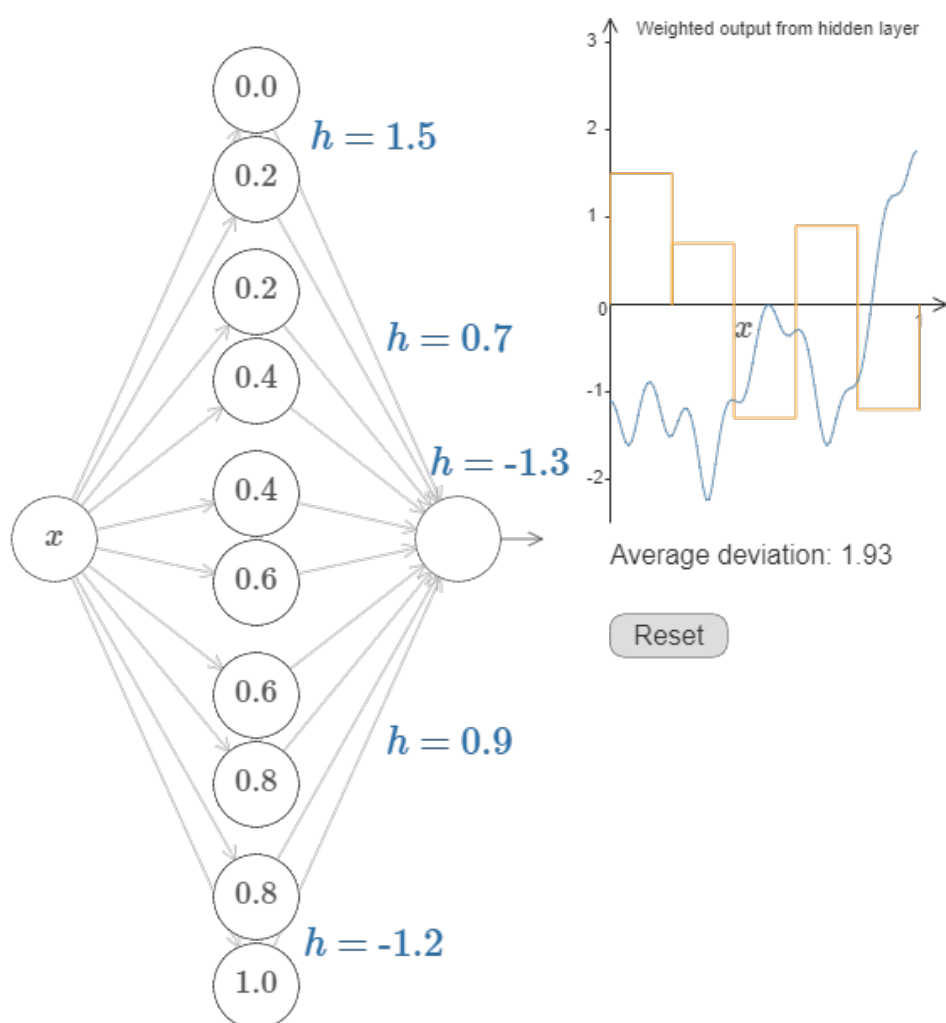 0.0
h = 1.5
0.2
0.2
h = 0.7
0.4
h = -1.3
0.4
x
0.6
0.6
h = 0.9
0.8
0.8
h = -1.2
1.0
Weighted output from hidden layer
3
2
1
0
x
1
-1
-2
Average deviation: 1.93
Reset